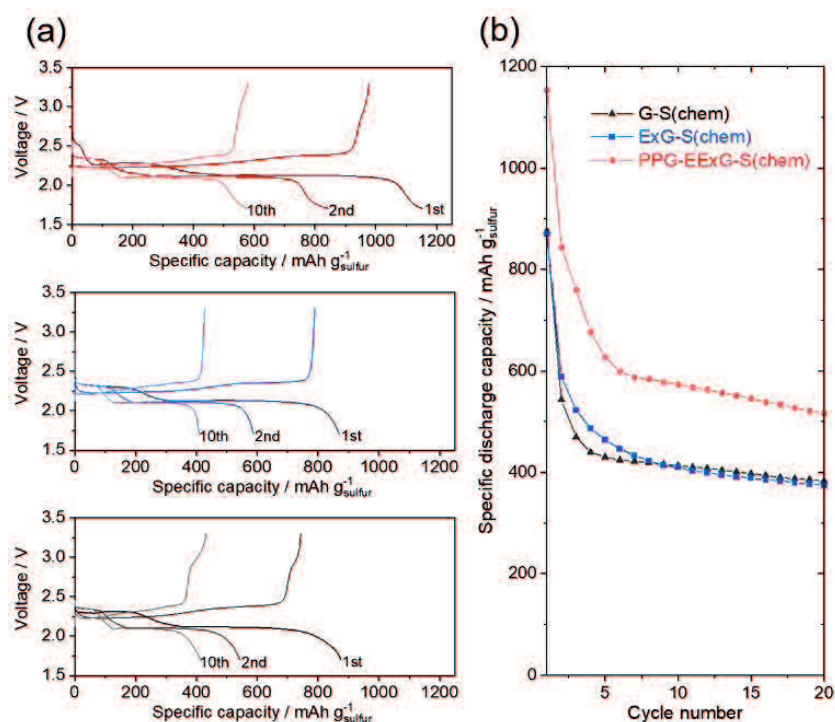 (a)
3.5
3.0
2.5
2.0
1.5
Voltage / V
10th 2nd 1st
0 200 400 600 800 1000 1200
Specific capacity / mAh g⁻¹sulfur
3.5
3.0
2.5
2.0
1.5
Voltage / V
10th 2nd 1st
0 200 400 600 800 1000 1200
Specific capacity / mAh g⁻¹sulfur
3.5
3.0
2.5
2.0
1.5
Voltage / V
10th 2nd 1st
0 200 400 600 800 1000 1200
Specific capacity / mAh g⁻¹sulfur
(b)
1200
1000
800
600
400
200
0
Specific discharge capacity / mAh g⁻¹sulfur
G-S(chem)
ExG-S(chem)
PPG-EExG-S(chem)
5 10 15 20
Cycle number